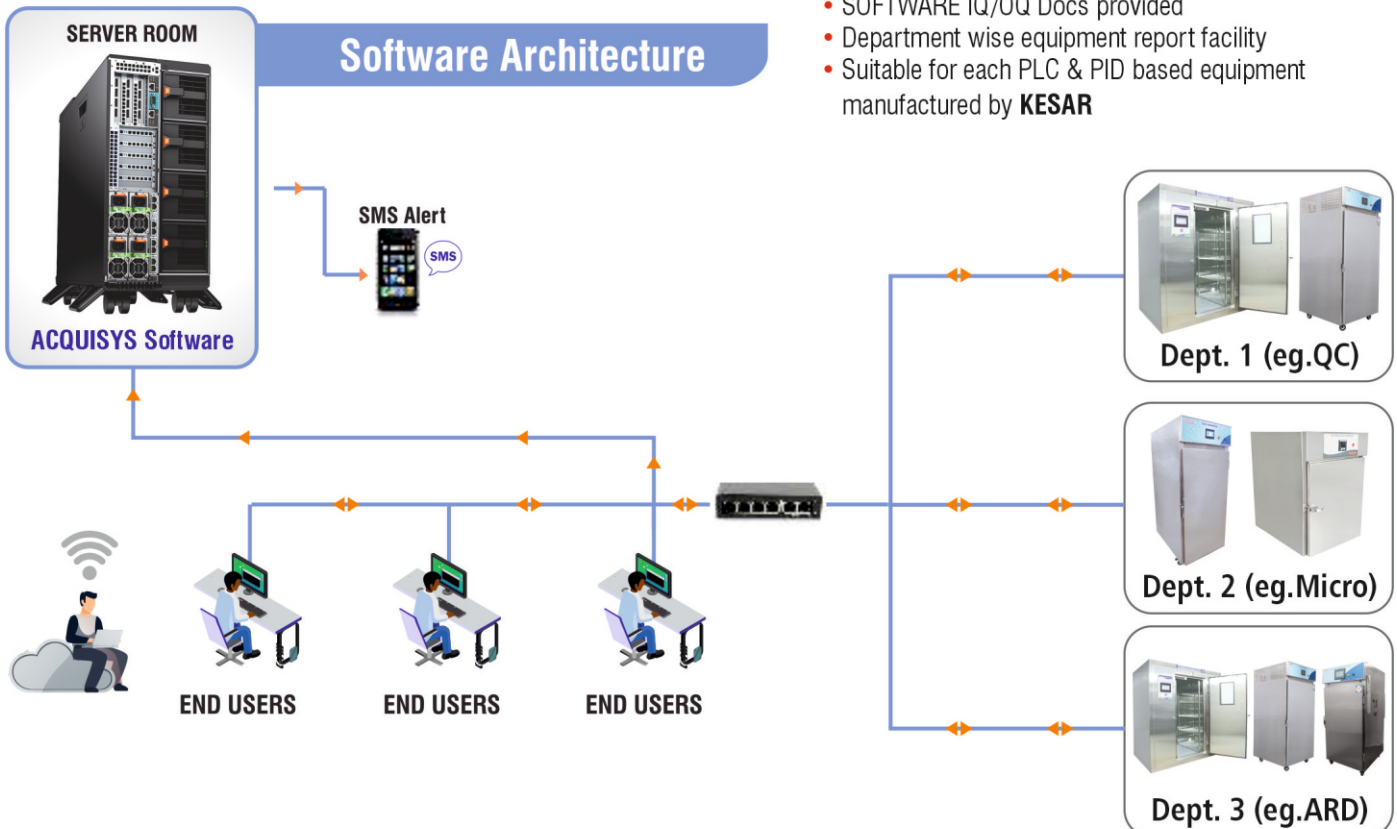 SERVER ROOM
ACQUISYS Software
Software Architecture
• SOFTWARE IQ/OQ Docs provided
• Department wise equipment report facility
• Suitable for each PLC & PID based equipment
manufactured by KESAR
SMS Alert
SMS
Dept. 1 (eg.QC)
Dept. 2 (eg.Micro)
Dept. 3 (eg.ARD)
END USERS
END USERS
END USERS